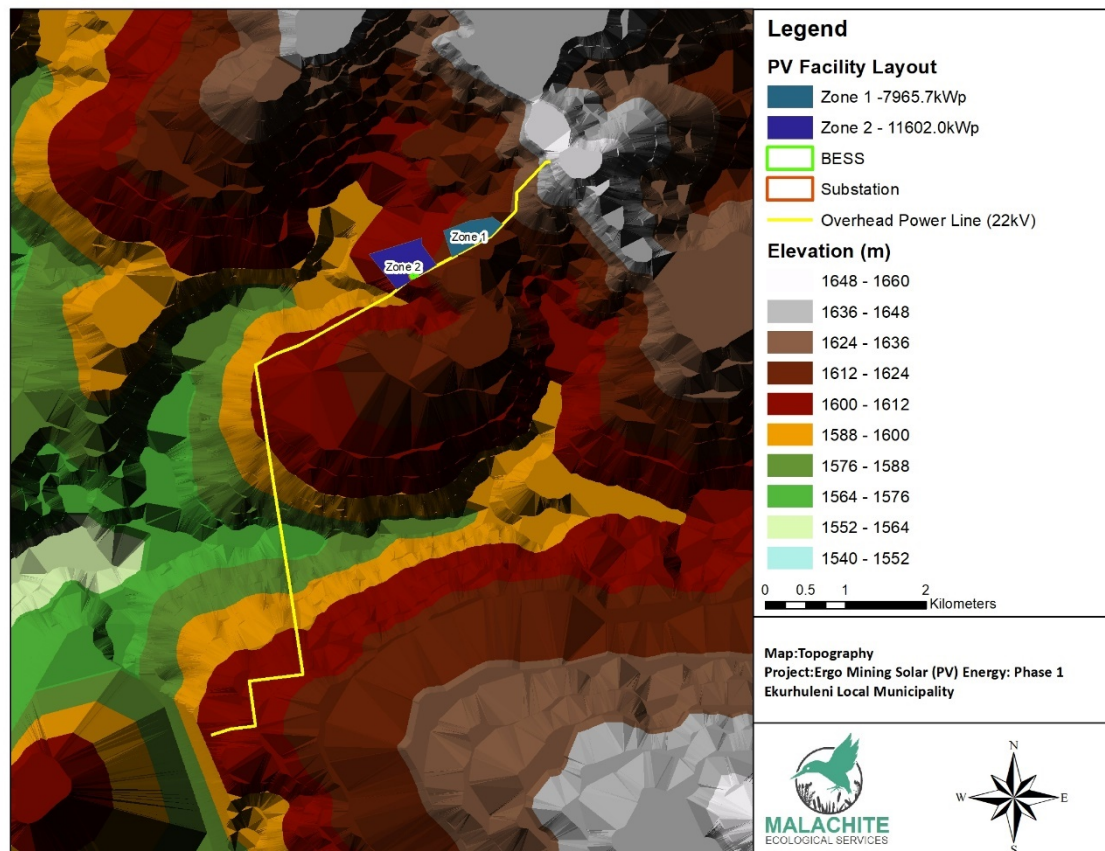 Zone 1
Zone 2
Legend
PV Facility Layout
Zone 1 -7965.7kWp
Zone 2 - 11602.0kWp
BESS
Substation
Overhead Power Line (22kV)
Elevation (m)
1648 - 1660
1636 - 1648
1624 - 1636
1612 - 1624
1600 - 1612
1588 - 1600
1576 - 1588
1564 - 1576
1552 - 1564
1540 - 1552
0 0.5 1 2
Kilometers
Map:Topography
Project:Ergo Mining Solar (PV) Energy: Phase 1
Ekurhuleni Local Municipality
MALACHITE
ECOLOGICAL SERVICES
N
W E
S